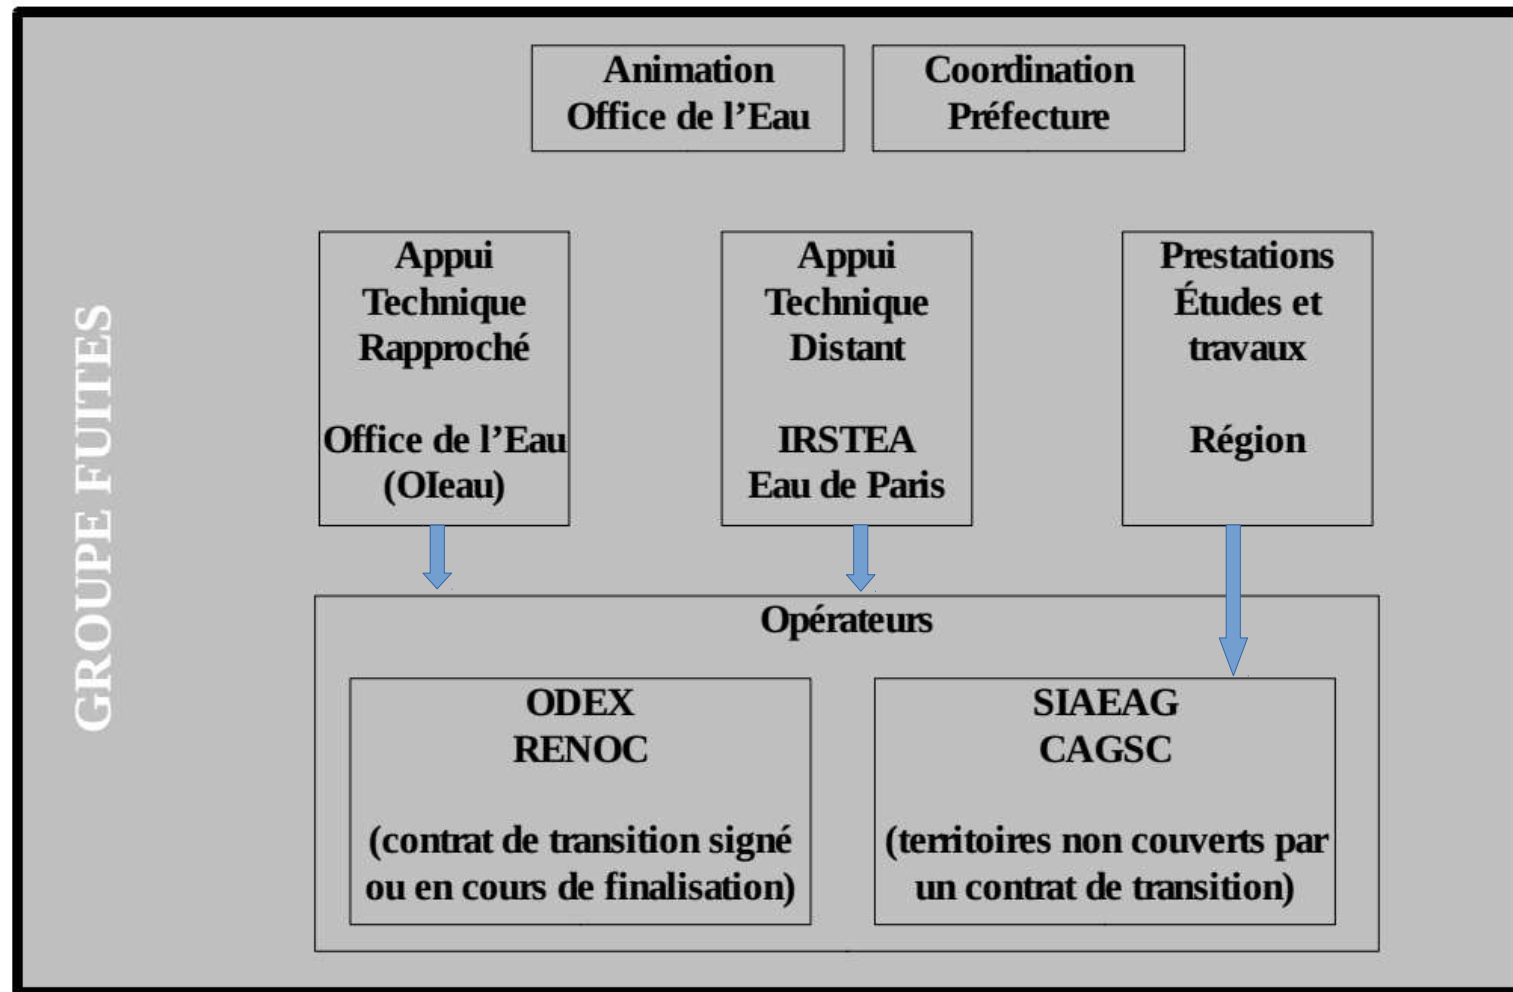 GROUPE FUITES
Animation
Office de l’Eau
Coordination
Préfecture
Appui
Technique
Rapproché
Office de l’Eau
(OIeau)
Appui
Technique
Distant
IRSTEA
Eau de Paris
Prestations
Études et
travaux
Région
Opérateurs
ODEX
RENOC
(contrat de transition signé
ou en cours de finalisation)
SIAEAG
CAGSC
(territoires non couverts par
un contrat de transition)